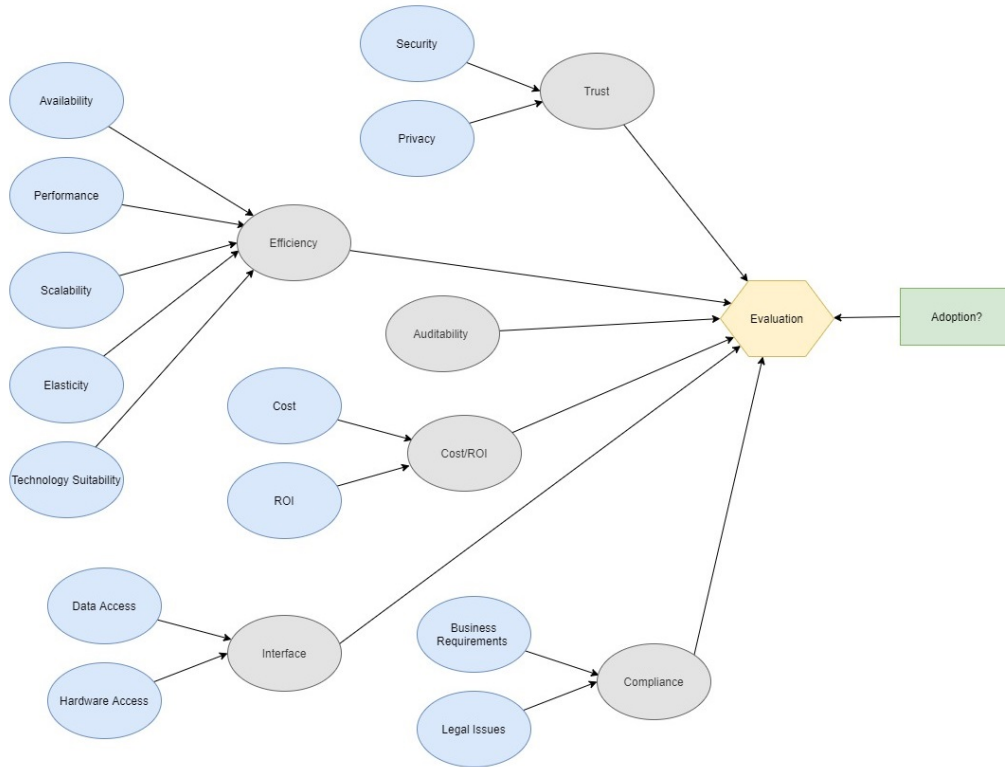 Security
Trust
Availability
Privacy
Performance
Efficiency
Scalability
Evaluation
Adoption?
Auditability
Elasticity
Cost
Cost/ROI
Technology Suitability
ROI
Data Access
Business
Requirements
Interface
Compliance
Hardware Access
Legal Issues